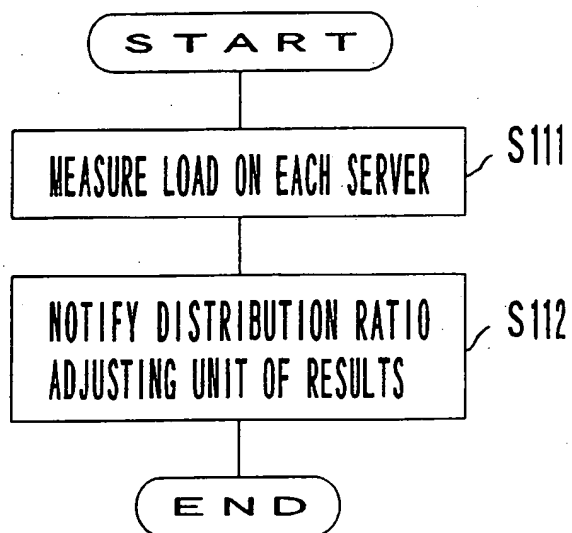 START
MEASURE LOAD ON EACH SERVER
S111
NOTIFY DISTRIBUTION RATIO
ADJUSTING UNIT OF RESULTS
S112
END